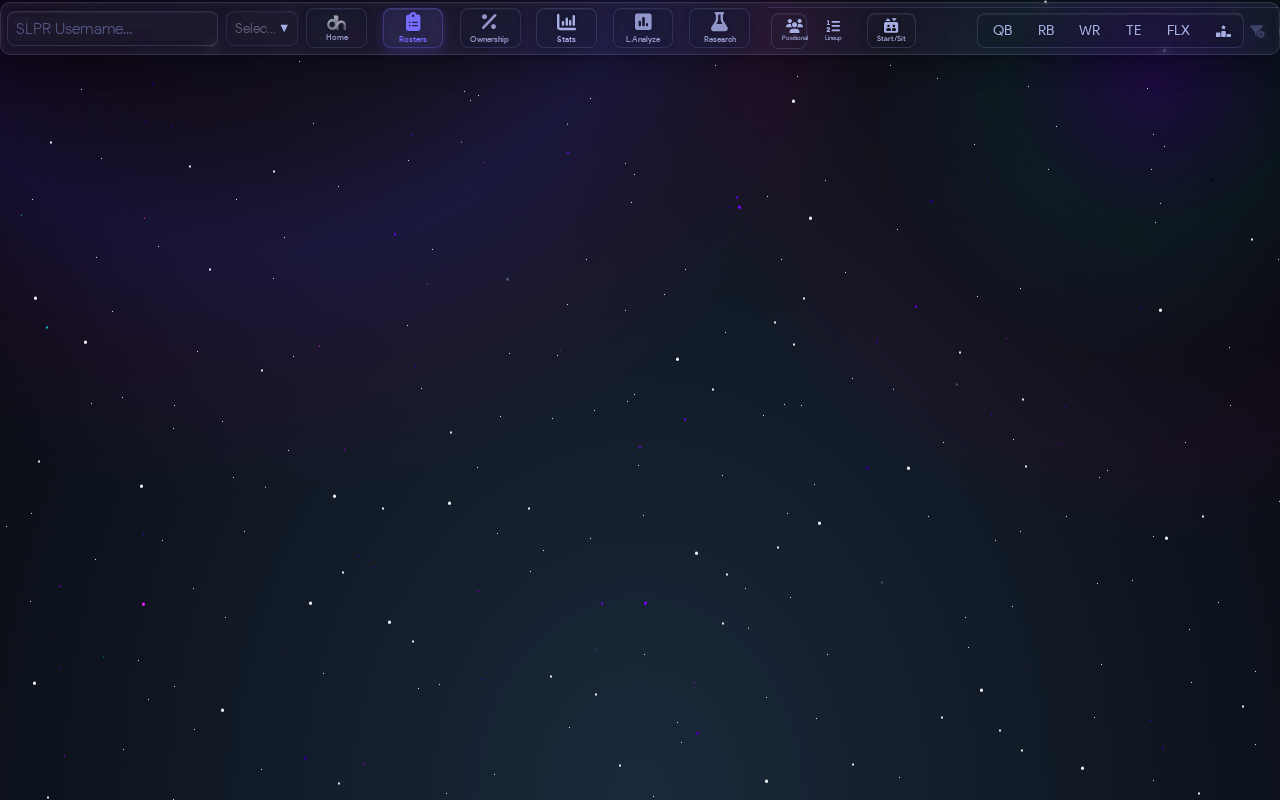 SLPR Username...
Selec... ▼
Home
Rosters
Ownership
Stats
L.Analyze
Research
Positional
Lineup
Start/Sit
QB RB WR TE FLX